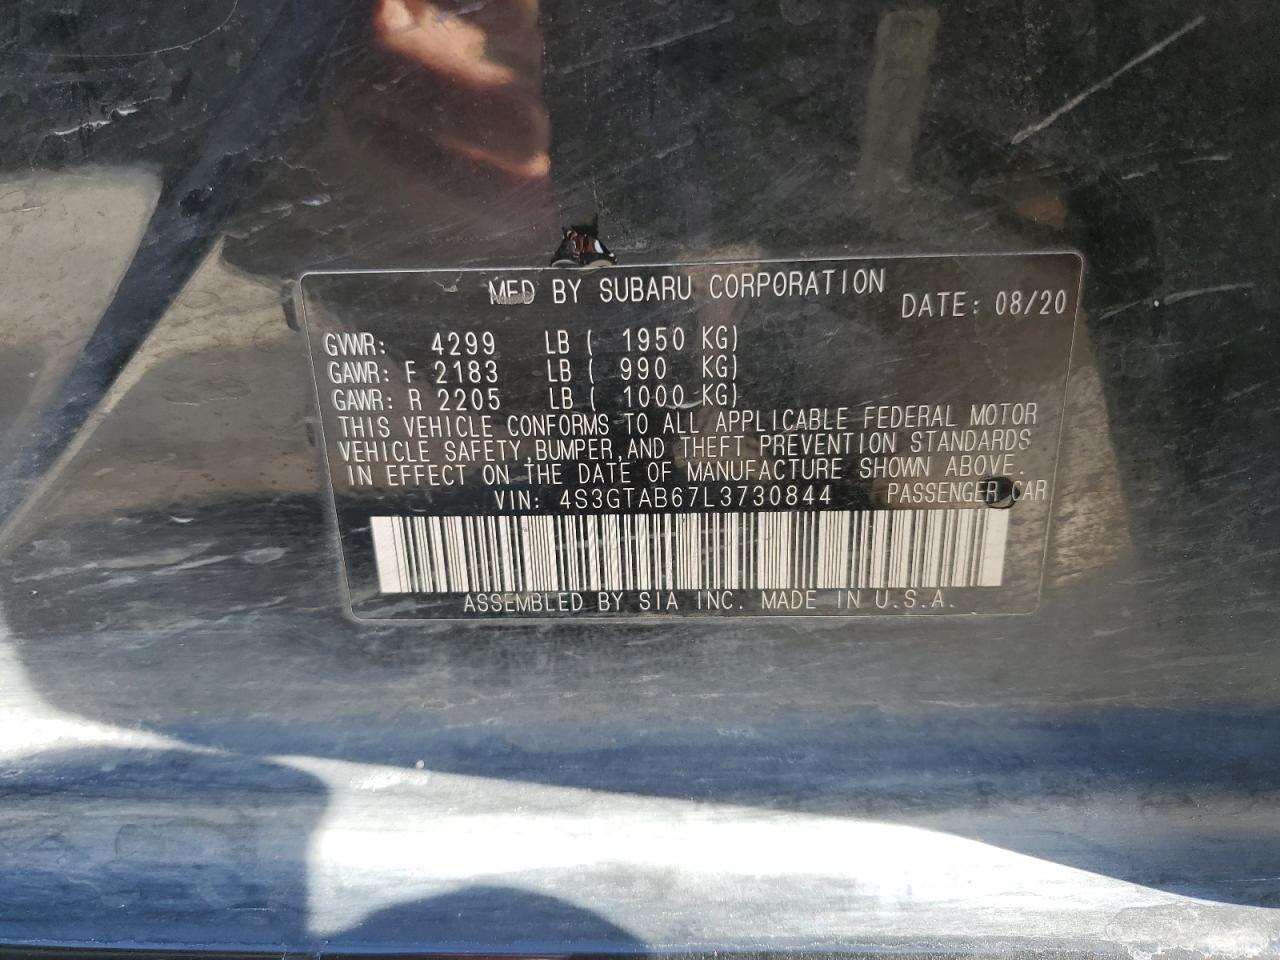 MFD BY SUBARU CORPORATION
DATE: 08/20
GVWR: 4299 LB ( 1950 KG)
GAWR: F 2183 LB ( 990 KG)
GAWR: R 2205 LB ( 1000 KG)
THIS VEHICLE CONFORMS TO ALL APPLICABLE FEDERAL MOTOR
VEHICLE SAFETY,BUMPER,AND THEFT PREVENTION STANDARDS
IN EFFECT ON THE DATE OF MANUFACTURE SHOWN ABOVE.
VIN: 4S3GTAB67L3730844 PASSENGER CAR
ASSEMBLED BY SIA INC. MADE IN U.S.A.